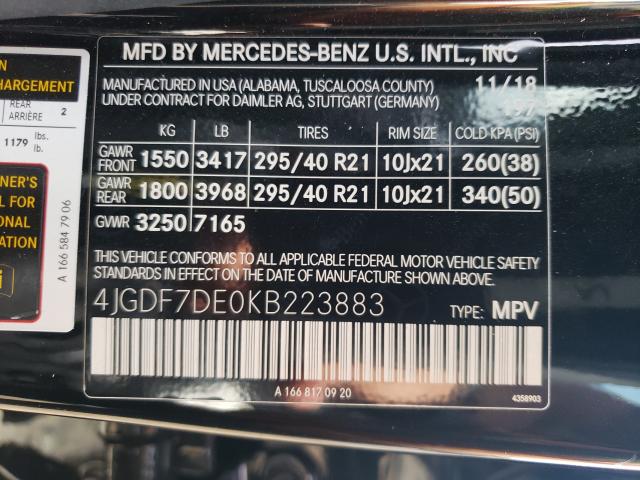 MFD BY MERCEDES-BENZ U.S. INTL., INC
MANUFACTURED IN USA (ALABAMA, TUSCALOOSA COUNTY) 11/18
UNDER CONTRACT FOR DAIMLER AG, STUTTGART (GERMANY)
KG LB TIRES RIM SIZE COLD KPA (PSI)
GAWR FRONT 1550 3417 295/40 R21 10Jx21 260(38)
GAWR REAR 1800 3968 295/40 R21 10Jx21 340(50)
GVWR 3250 7165
THIS VEHICLE CONFORMS TO ALL APPLICABLE FEDERAL MOTOR VEHICLE SAFETY
STANDARDS IN EFFECT ON THE DATE OF MANUFACTURE SHOWN ABOVE.
4JGDF7DE0KB223883 TYPE: MPV
A 166 817 09 20
4358903
CHARGEMENT
REAR
ARRIÈRE 2
1179 lbs.
lb.
NER'S
L FOR
ONAL
ATION
A 166 584 79 06